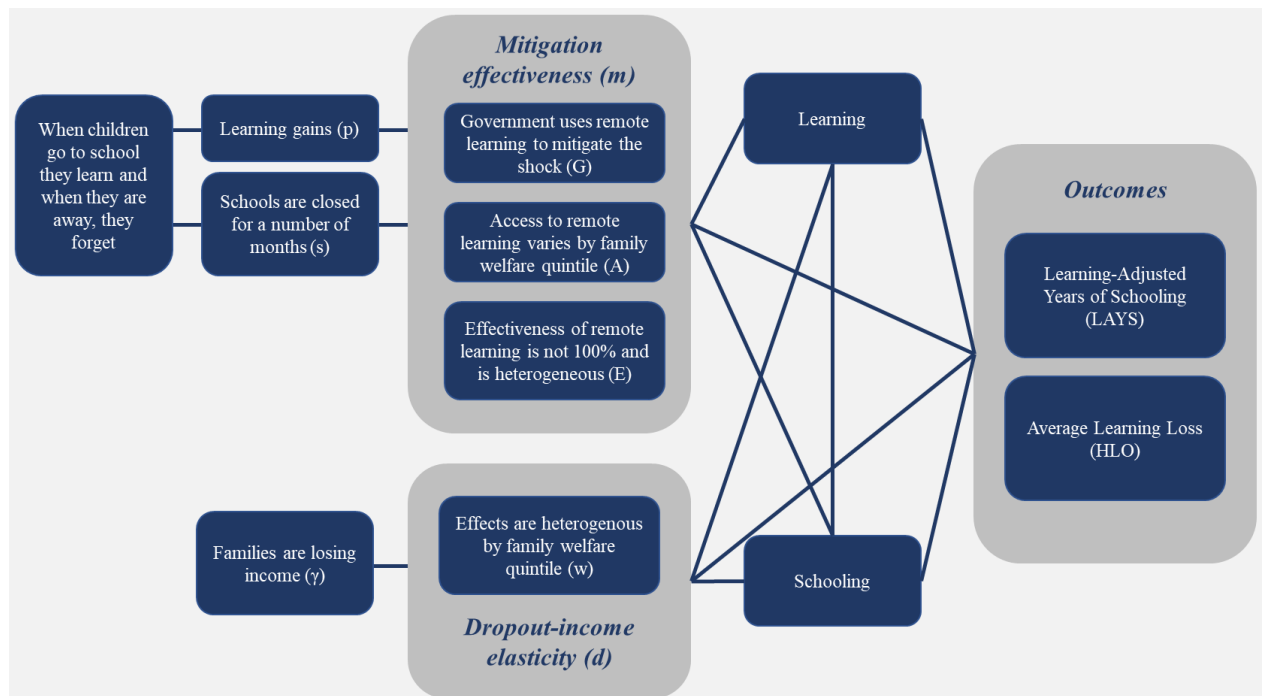 When children
go to school
they learn and
when they are
away, they
forget
Learning gains (p)
Schools are closed
for a number of
months (s)
Mitigation
effectiveness (m)
Government uses remote
learning to mitigate the
shock (G)
Access to remote
learning varies by family
welfare quintile (A)
Effectiveness of remote
learning is not 100% and
is heterogeneous (E)
Families are losing
income (γ)
Effects are heterogenous
by family welfare
quintile (w)
Dropout-income
elasticity (d)
Learning
Schooling
Outcomes
Learning-Adjusted
Years of Schooling
(LAYS)
Average Learning Loss
(HLO)